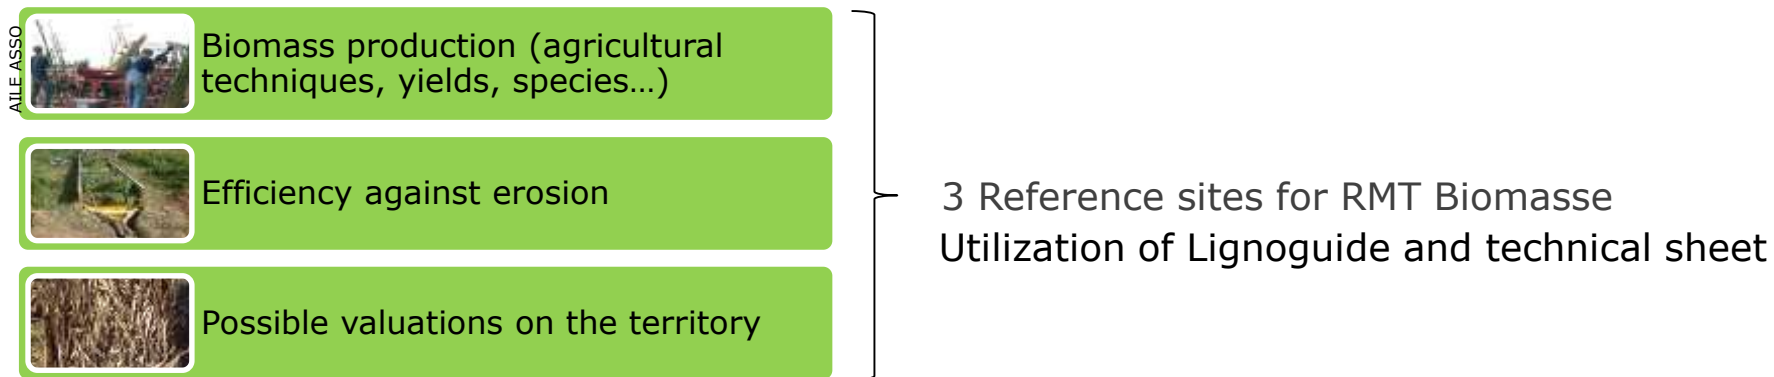 AILE ASSO
Biomass production (agricultural
techniques, yields, species…)
Efficiency against erosion
Possible valuations on the territory
3 Reference sites for RMT Biomasse
Utilization of Lignoguide and technical sheet